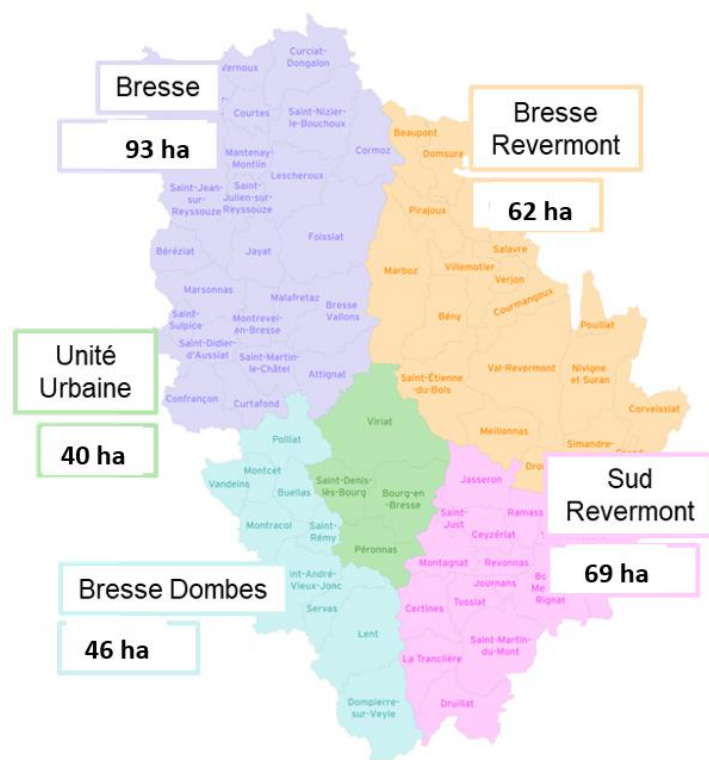 Curciat-
Dongalon
Vernoux
Bresse
Courtes
Saint-Nizier
le-Bouchoux
93 ha
Cormoz
Mantenay-
Montlin
Lescheroux
Saint-Jean-
sur-
Reyssouze
Saint-
Julien-sur-
Reyssouze
Foissiat
Béréziat
Jayat
Marsonnas
Malafretaz
Bresse
Vallons
Saint-
Sulpice
Montrevel-
en-Bresse
Saint-Didier-
d'Aussiat
Saint-Martin-
le-Châtel
Attignat
Confrançon
Curtafond
Bresse
Revermont
62 ha
Beaupont
Domsure
Pirajoux
Salavre
Marboz
Villemotier
Verjon
Courmangoux
Bény
Pouillat
Saint-Étienne
-du-Bois
Val-Revermont
Nivigne
et Suran
Corveissiat
Meillonnas
Simandre-
Unité
Urbaine
40 ha
Viriat
Saint-Denis-
lès-Bourg
Bourg-en
-Bresse
Péronnas
Polliat
Montcet
Vandeins
Buellas
Montracol
Saint-
Rémy
Bresse Dombes
46 ha
Vieux-Jonc
Servas
Lent
Dompierre-
sur-Veyle
Sud
Revermont
69 ha
Jasseron
Saint-
Just
Ramass
Ceyzériat
Montagnat
Revonnas
Journans
Rignat
Certines
Tossiat
Saint-Martin-
du-Mont
La Tranclière
Druillat